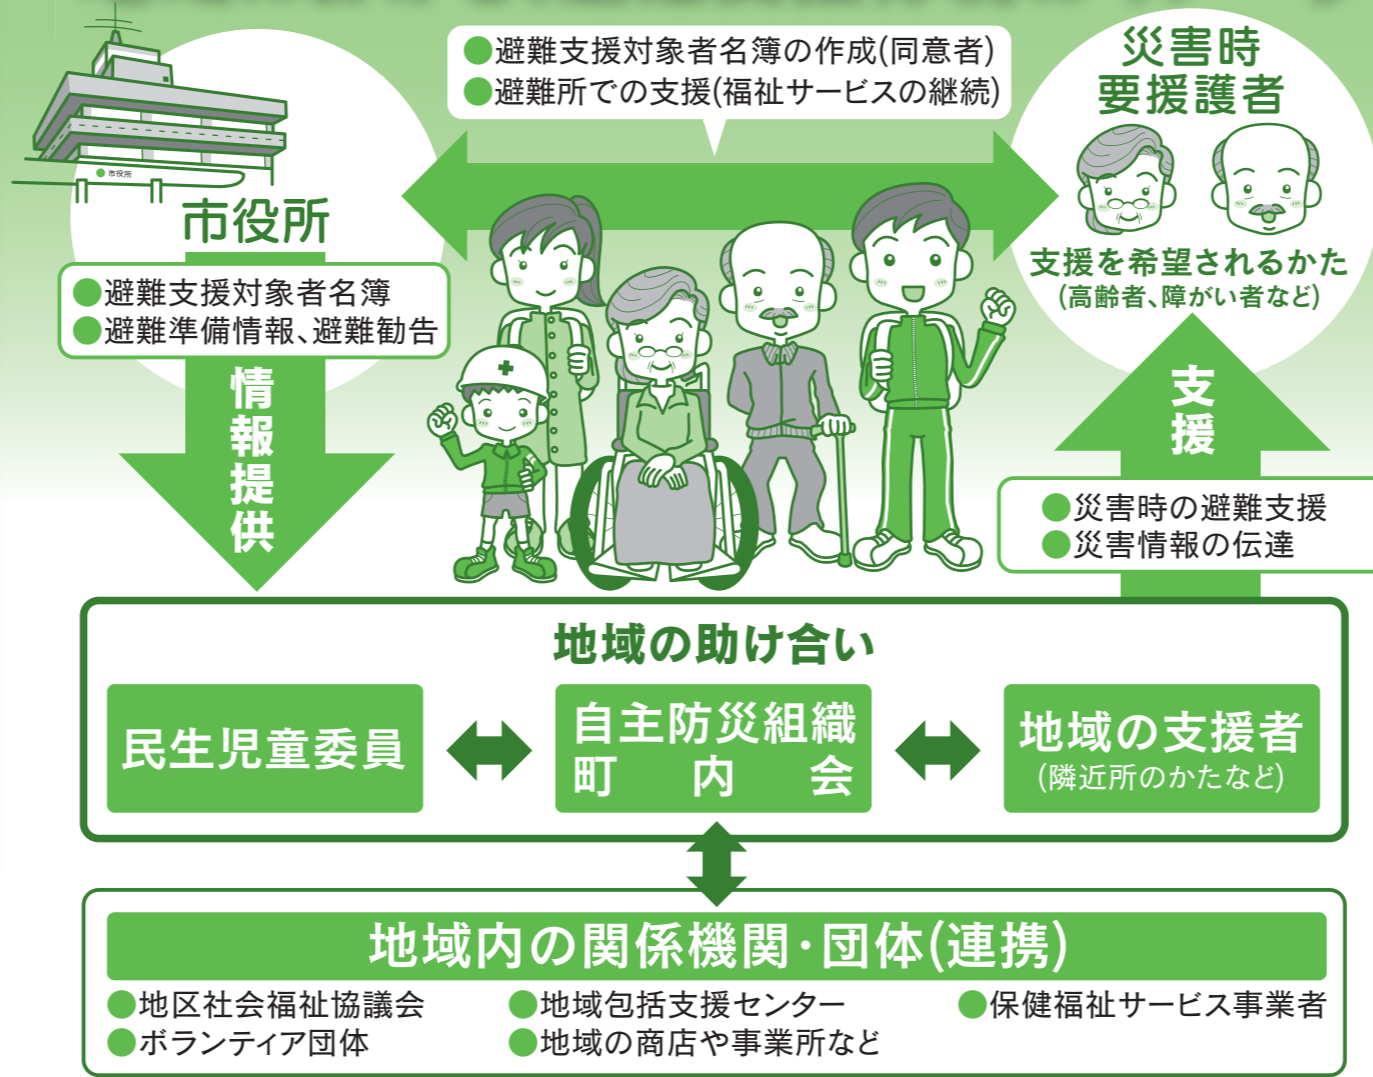 ●避難支援対象者名簿の作成(同意者)
●避難所での支援(福祉サービスの継続)
災害時
要援護者
支援を希望されるかた
(高齢者、障がい者など)
●市役所
市役所
●避難支援対象者名簿
●避難準備情報、避難勧告
情報提供
支援
●災害時の避難支援
●災害情報の伝達
地域の助け合い
民生児童委員
自主防災組織
町内会
地域の支援者
(隣近所のかたなど)
地域内の関係機関・団体(連携)
●地区社会福祉協議会
●ボランティア団体
●地域包括支援センター
●地域の商店や事業所など
●保健福祉サービス事業者